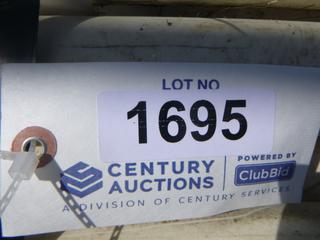 LOT NO
1695
CENTURY
AUCTIONS
POWERED BY
ClubBid
A DIVISION OF CENTURY SERVICES